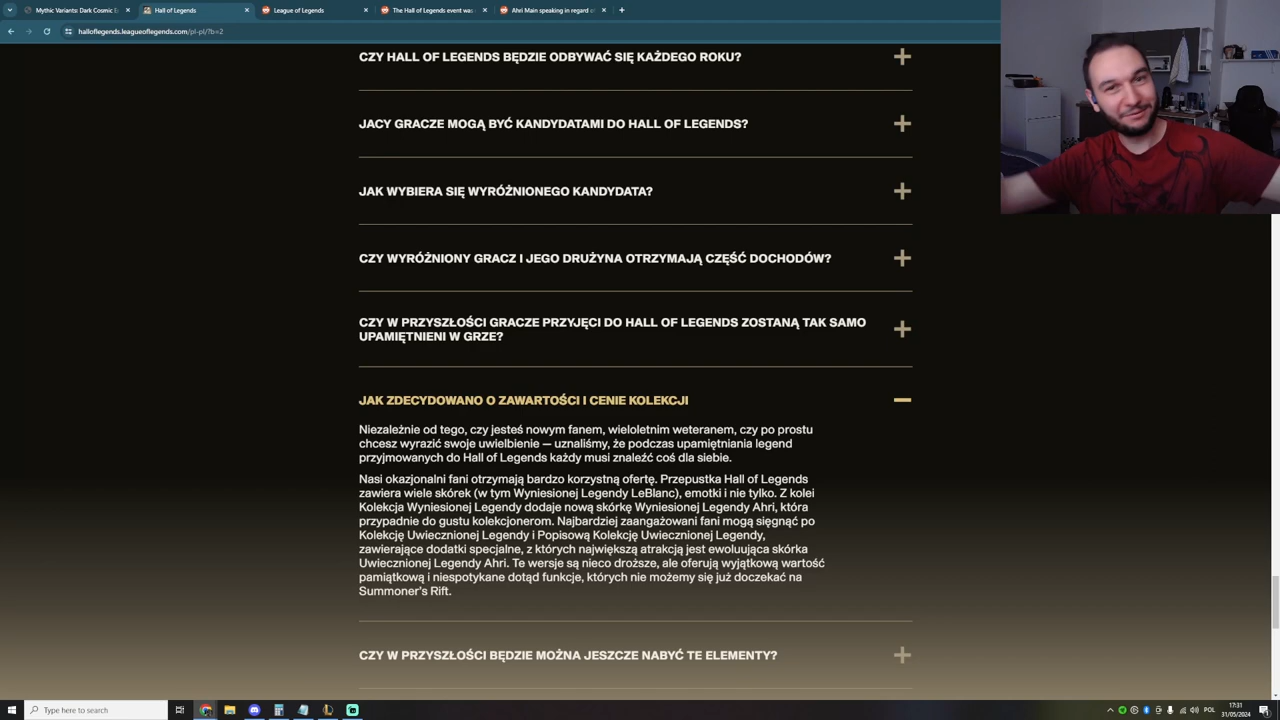 Mythic Variants: Dark Cosmic E
Hall of Legends
League of Legends
The Hall of Legends event was
Ahri Main speaking in regard of
halloflegends.leagueoflegends.com/pl-pl/?b=2
CZY HALL OF LEGENDS BĘDZIE ODBYWAĆ SIĘ KAŻDEGO ROKU?
JACY GRACZE MOGĄ BYĆ KANDYDATAMI DO HALL OF LEGENDS?
JAK WYBIERA SIĘ WYRÓŻNIONEGO KANDYDATA?
CZY WYRÓŻNIONY GRACZ I JEGO DRUŻYNA OTRZYMAJĄ CZĘŚĆ DOCHODÓW?
CZY W PRZYSZŁOŚCI GRACZE PRZYJĘCI DO HALL OF LEGENDS ZOSTANĄ TAK SAMO
UPAMIĘTNIENI W GRZE?
JAK ZDECYDOWANO O ZAWARTOŚCI I CENIE KOLEKCJI
Niezależnie od tego, czy jesteś nowym fanem, wieloletnim weteranem, czy po prostu
chcesz wyrazić swoje uwielbienie — uznaliśmy, że podczas upamiętniania legend
przyjmowanych do Hall of Legends każdy musi znaleźć coś dla siebie.
Nasi okazjonalni fani otrzymają bardzo korzystną ofertę. Przepustka Hall of Legends
zawiera wiele skórek (w tym Wyniesionej Legendy LeBlanc), emotki i nie tylko. Z kolei
Kolekcja Wyniesionej Legendy dodaje nową skórkę Wyniesionej Legendy Ahri, która
przypadnie do gustu kolekcjonerom. Najbardziej zaangażowani fani mogą sięgnąć po
Kolekcję Uwiecznionej Legendy i Popisową Kolekcję Uwiecznionej Legendy,
zawierające dodatki specjalne, z których największą atrakcją jest ewoluująca skórka
Uwiecznionej Legendy Ahri. Te wersje są nieco droższe, ale oferują wyjątkową wartość
pamiątkową i niespotykane dotąd funkcje, których nie możemy się już doczekać na
Summoner's Rift.
CZY W PRZYSZŁOŚCI BĘDZIE MOŻNA JESZCZE NABYĆ TE ELEMENTY?
Type here to search
POL
17:31
31/05/2024